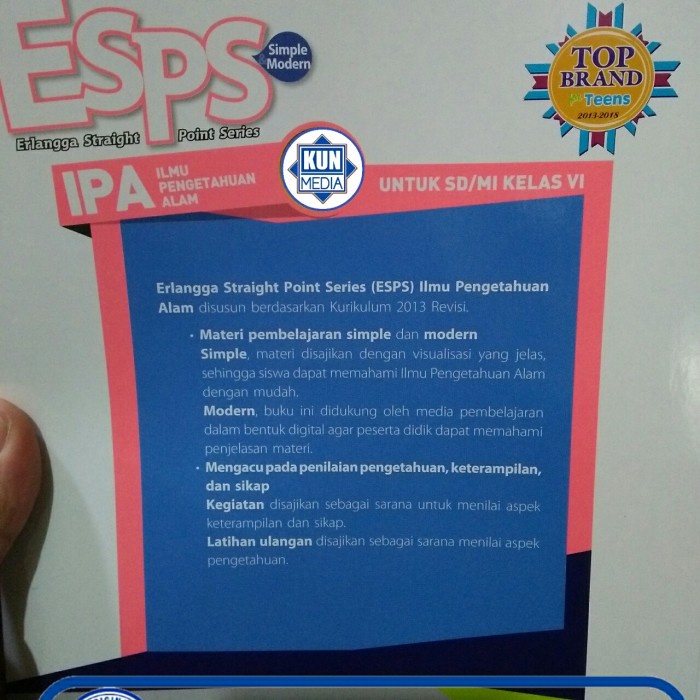 ESPS
Simple
& Modern
Erlangga Straight Point Series
TOP
BRAND
for Teens
2013-2018
IPA
ILMU
PENGETAHUAN
ALAM
KUN
MEDIA
UNTUK SD/MI KELAS VI
Erlangga Straight Point Series (ESPS) Ilmu Pengetahuan
Alam disusun berdasarkan Kurikulum 2013 Revisi.
• Materi pembelajaran simple dan modern
Simple, materi disajikan dengan visualisasi yang jelas,
sehingga siswa dapat memahami Ilmu Pengetahuan Alam
dengan mudah.
Modern, buku ini didukung oleh media pembelajaran
dalam bentuk digital agar peserta didik dapat memahami
penjelasan materi.
• Mengacu pada penilaian pengetahuan, keterampilan,
dan sikap
Kegiatan disajikan sebagai sarana untuk menilai aspek
keterampilan dan sikap.
Latihan ulangan disajikan sebagai sarana menilai aspek
pengetahuan.